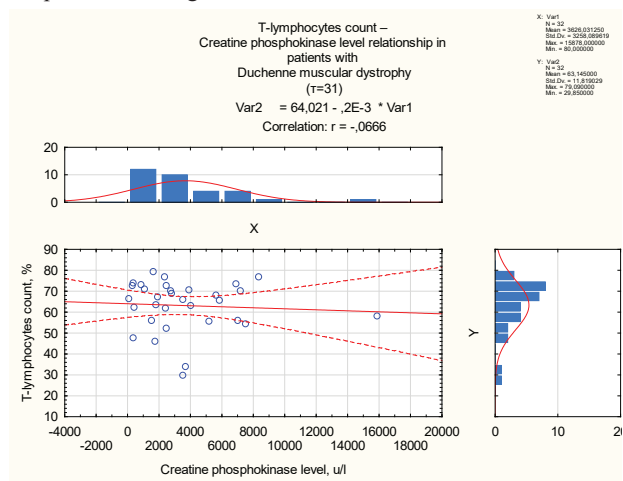 T-lymphocytes count –
Creatine phosphokinase level relationship in
patients with
Duchenne muscular dystrophy
(τ=31)
Var2 = 64,021 - ,2E-3 * Var1
Correlation: r = -,0666
X: Var1
N = 32
Mean = 3626,031250
Std.Dv. = 3258,089619
Max. = 15878,000000
Min. = 80,000000
Y: Var2
N = 32
Mean = 63,145000
Std.Dv. = 11,819029
Max. = 79,090000
Min. = 29,850000
20
10
0
X
90
80
70
60
50
40
30
20
10
T-lymphocytes count, %
-4000 0 4000 8000 12000 16000 20000
-2000 2000 6000 10000 14000 18000
Creatine phosphokinase level, u/l
Y
0 10 20